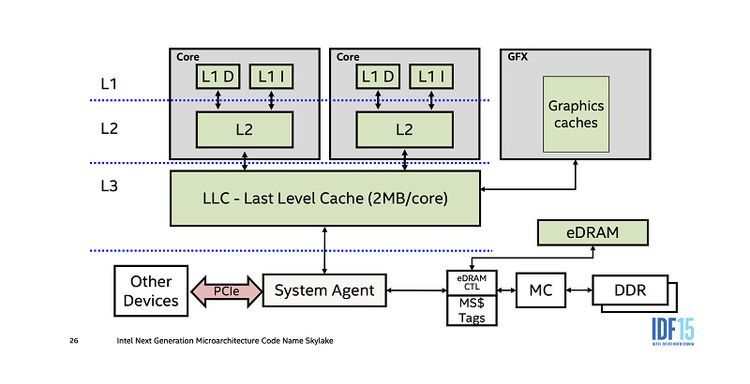 Core
Core
GFX
L1
L1 D
L1 I
L1 D
L1 I
Graphics
caches
L2
L2
L2
L3
LLC - Last Level Cache (2MB/core)
eDRAM
Other
Devices
PCIe
System Agent
eDRAM
CTL
MS$
Tags
MC
DDR
IDF15
INTEL DEVELOPER FORUM
26
Intel Next Generation Microarchitecture Code Name Skylake